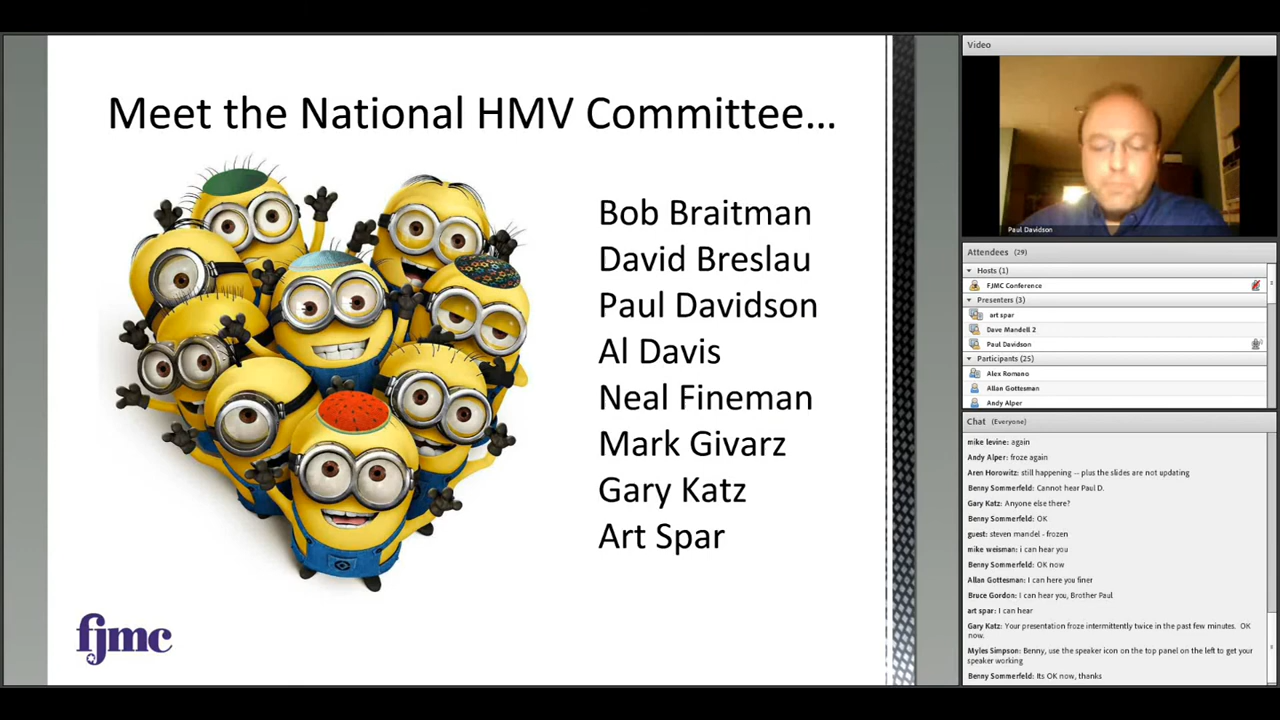 Meet the National HMV Committee...
Bob Braitman
David Breslau
Paul Davidson
Al Davis
Neal Fineman
Mark Givarz
Gary Katz
Art Spar
fjmc
Video
Paul Davidson
Attendees (29)
Hosts (1)
FJMC Conference
Presenters (3)
art spar
Dave Mandell 2
Paul Davidson
Participants (25)
Alex Romano
Allan Gottesman
Andy Alper
Chat (Everyone)
mike levine: again
Andy Alper: froze again
Aren Horowitz: still happening -- plus the slides are not updating
Benny Sommerfeld: Cannot hear Paul D.
Gary Katz: Anyone else there?
Benny Sommerfeld: OK
guest: steven mandel - frozen
mike weisman: i can hear you
Benny Sommerfeld: OK now
Allan Gottesman: I can here you finer
Bruce Gordon: I can hear you, Brother Paul
art spar: I can hear
Gary Katz: Your presentation froze intermittently twice in the past few minutes. OK
now.
Myles Simpson: Benny, use the speaker icon on the top panel on the left to get your
speaker working
Benny Sommerfeld: Its OK now, thanks